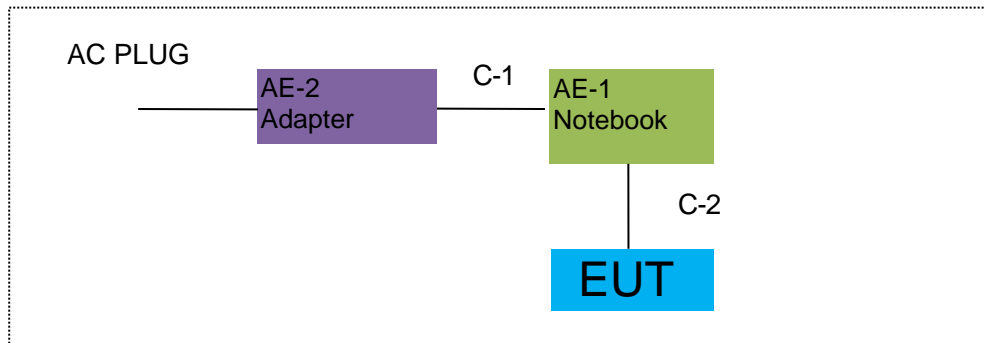 AC PLUG
C-1
AE-2
Adapter
AE-1
Notebook
C-2
EUT